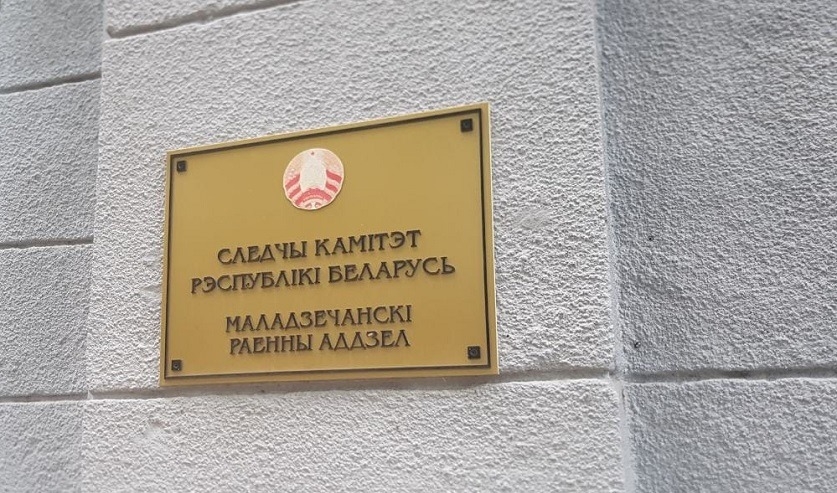 СЛЕДЧЫ КАМІТЭТ
РЭСПУБЛІКІ БЕЛАРУСЬ
МАЛАДЗЕЧАНСКІ
РАЕННЫ АДДЗЕЛ